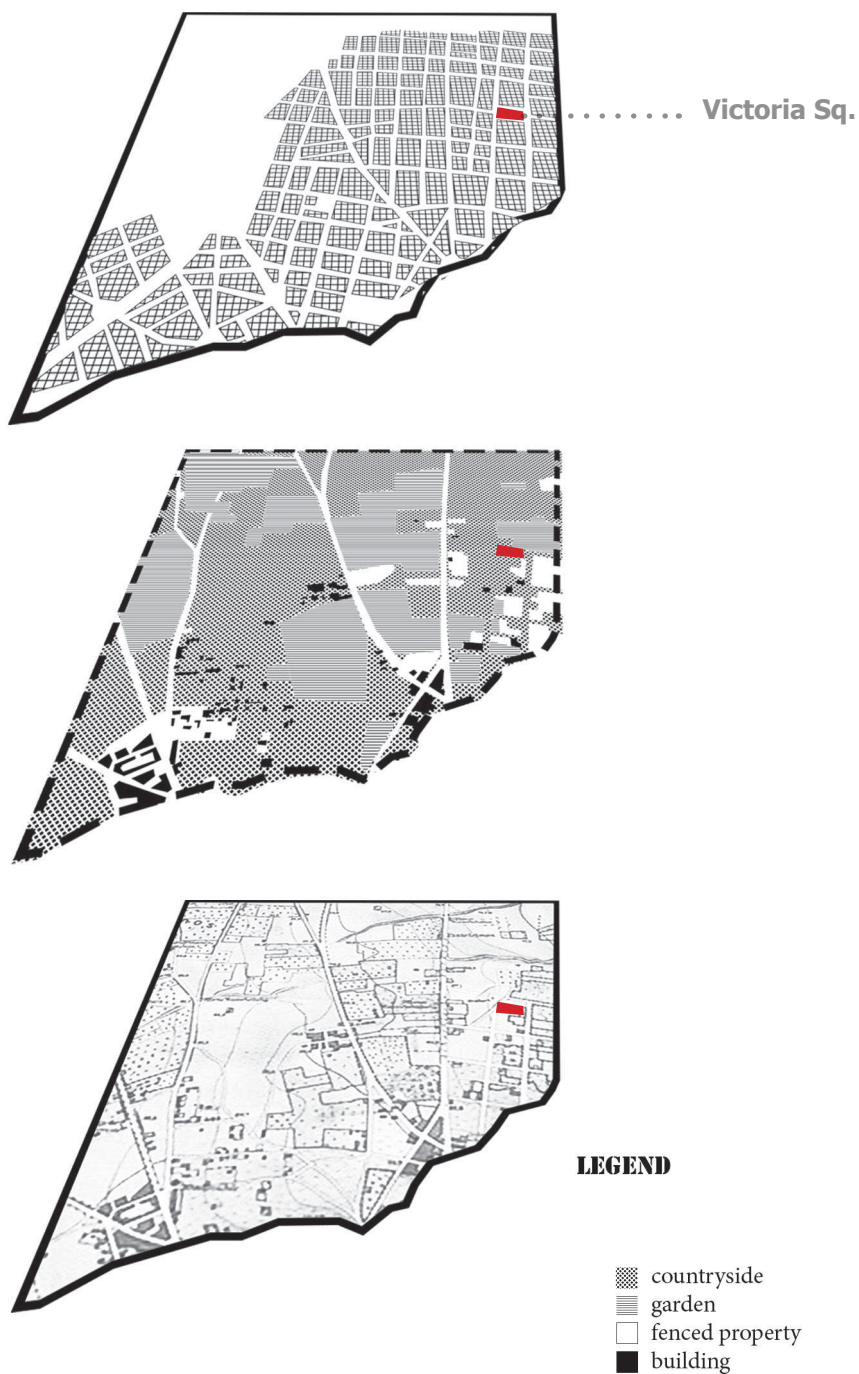 Victoria Sq.
LEGEND
countryside
garden
fenced property
building